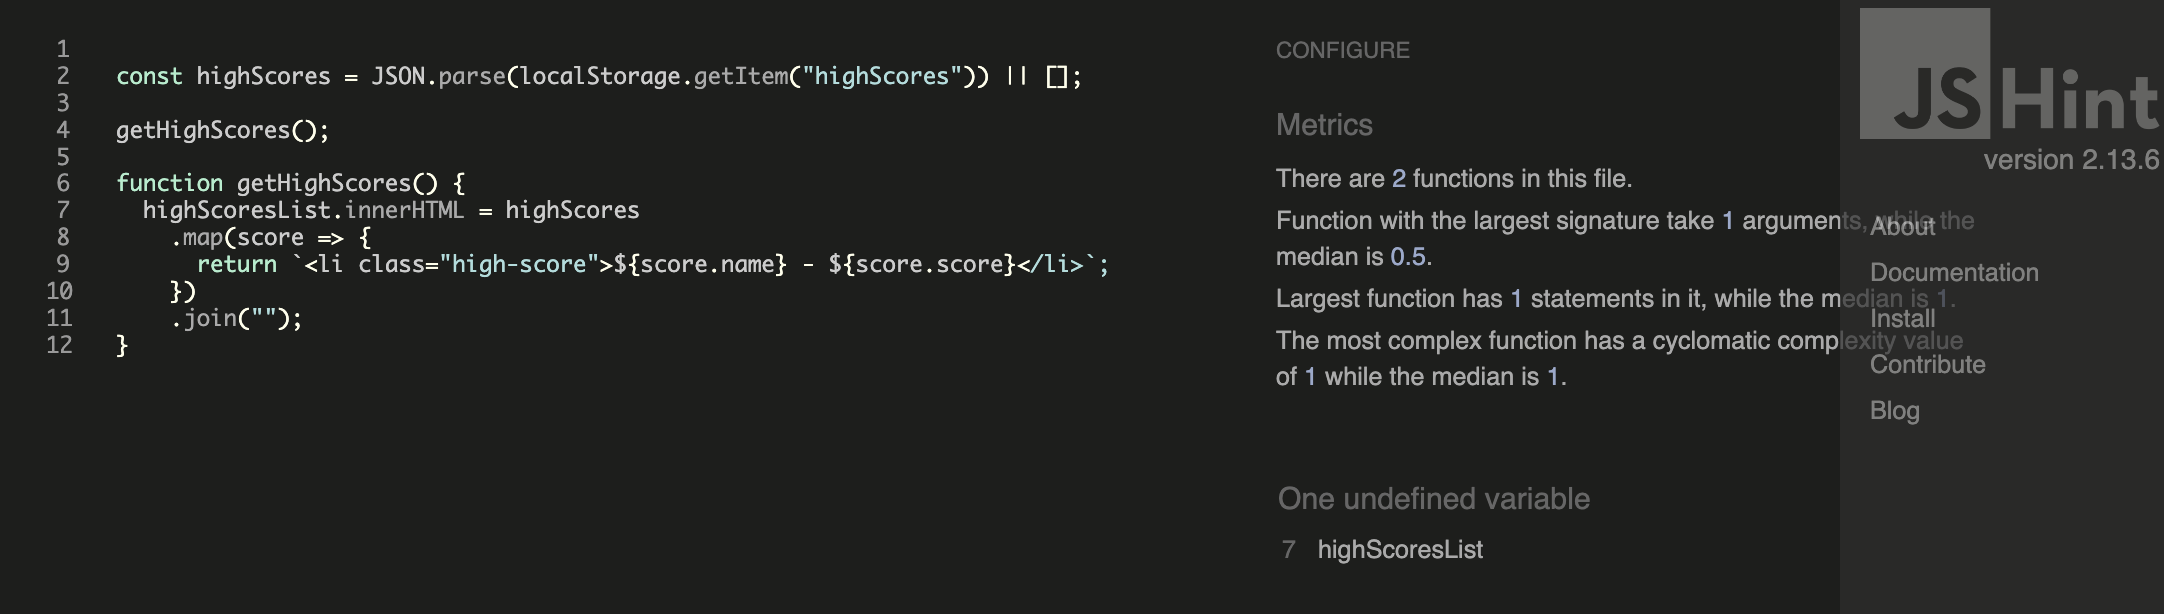 1
2 const highScores = JSON.parse(localStorage.getItem("highScores")) || [];
3
4 getHighScores();
5
6 function getHighScores() {
7 highScoresList.innerHTML = highScores
8 .map(score => {
9 return `<li class="high-score">${score.name} - ${score.score}</li>`;
10 })
11 .join("");
12 }
CONFIGURE
Metrics
There are 2 functions in this file.
Function with the largest signature take 1 arguments, while the
median is 0.5.
Largest function has 1 statements in it, while the median is 1.
The most complex function has a cyclomatic complexity value
of 1 while the median is 1.
One undefined variable
7 highScoresList
JSHint
version 2.13.6
About
Documentation
Install
Contribute
Blog